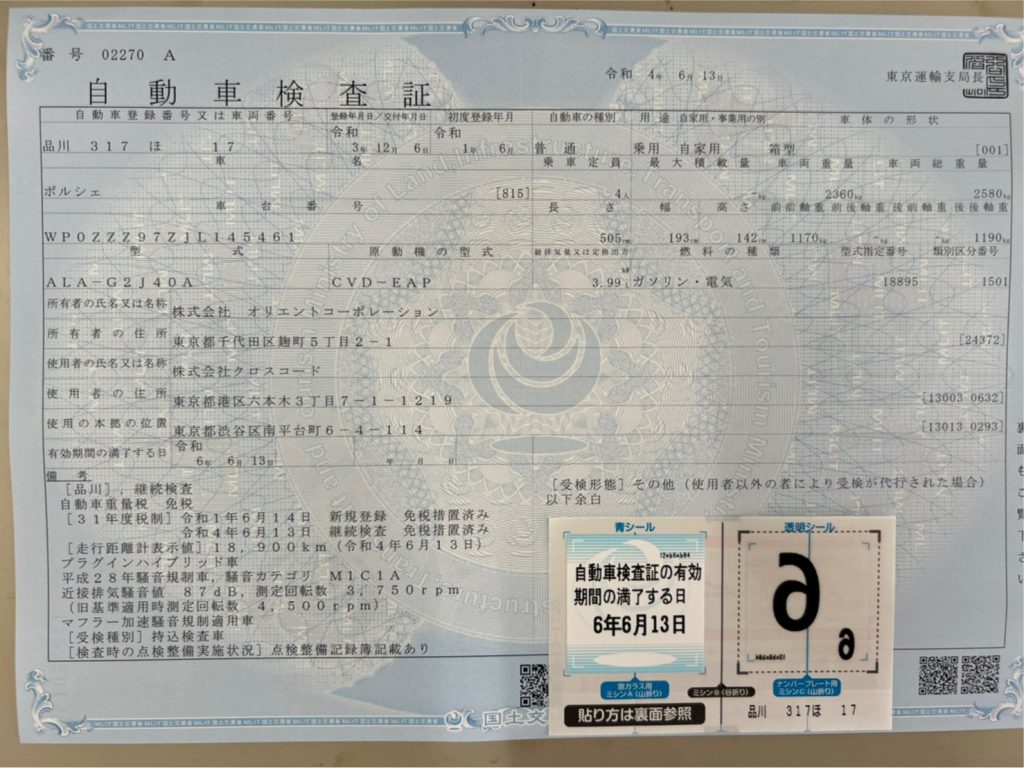 番号 02270 A
令和 4年 6月 13日
東京運輸支局長
自動車検査証
自動車登録番号又は車両番号 登録年月日/交付年月日 初度登録年月 自動車の種別 用途 自家用・事業用の別 車体の形状
品川 317 ほ 17 令和 3年 12月 6日 令和 1年 6月 普通 乗用 自家用 箱型 [001]
車名 乗車定員 最大積載量 車両重量 車両総重量
ポルシェ [815] 4人 -kg 2360kg 2580kg
車台番号 長さ 幅 高さ 前前軸重 前後軸重 後前軸重 後後軸重
WP0ZZZ97ZJL145461 505cm 193cm 142cm 1170kg -kg -kg 1190kg
型式 原動機の型式 総排気量又は定格出力 燃料の種類 型式指定番号 類別区分番号
ALA-G2J40A CVD-EAP 3.99 kW L ガソリン・電気 18895 1501
所有者の氏名又は名称 株式会社 オリエントコーポレーション
所有者の住所 東京都千代田区麹町5丁目2-1 [24372]
使用者の氏名又は名称 株式会社クロスコード
使用者の住所 東京都港区六本木3丁目7-1-1219 [13003 0632]
使用の本拠の位置 東京都渋谷区南平台町6-4-114 [13013 0293]
有効期間の満了する日 令和 6年 6月 13日 年 月 日
備考
[品川],継続検査
自動車重量税 免税
[31年度税制] 令和1年6月14日 新規登録 免税措置済み
令和4年6月13日 継続検査 免税措置済み
[走行距離計表示値] 18,900km (令和4年6月13日)
プラグインハイブリッド車
平成28年騒音規制車,騒音カテゴリ M1C1A
近接排気騒音値 87dB,測定回転数 3,750rpm
(旧基準適用時測定回転数 4,500rpm)
マフラー加速騒音規制適用車
[受検種別] 持込検査車
[検査時の点検整備実施状況] 点検整備記録簿記載あり
[受検形態] その他 (使用者以外の者により受検が代行された場合)
以下余白
青シール
自動車検査証の有効
期間の満了する日
6年6月13日
窓ガラス用
ミシンA(山折り)
貼り方は裏面参照
ミシンB(谷折り)
透明シール
6
6
ナンバープレート用
ミシンC(山折り)
品川 317ほ 17
国土交